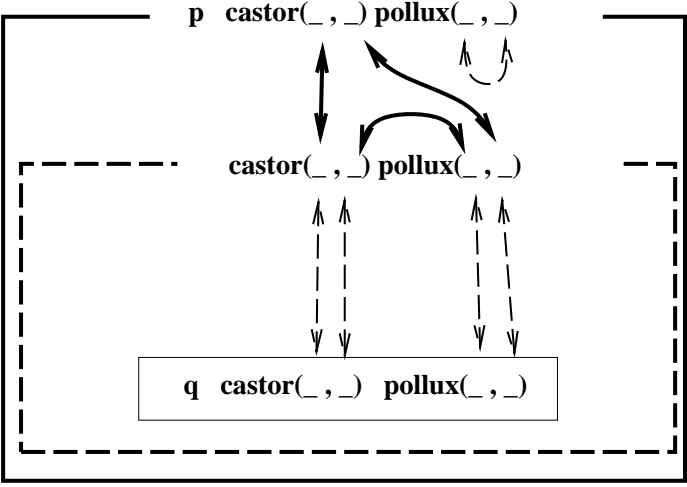 p castor(_ , _) pollux(_ , _)
castor(_ , _) pollux(_ , _)
q castor(_ , _) pollux(_ , _)